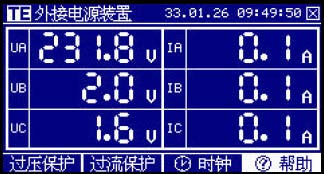 TE 外接电源装置 33.01.26 09:49:50
UA 231.8 V IA 0.1 A
UB 2.0 V IB 0.1 A
UC 1.6 V IC 0.1 A
过压保护 过流保护 时钟 ? 帮助